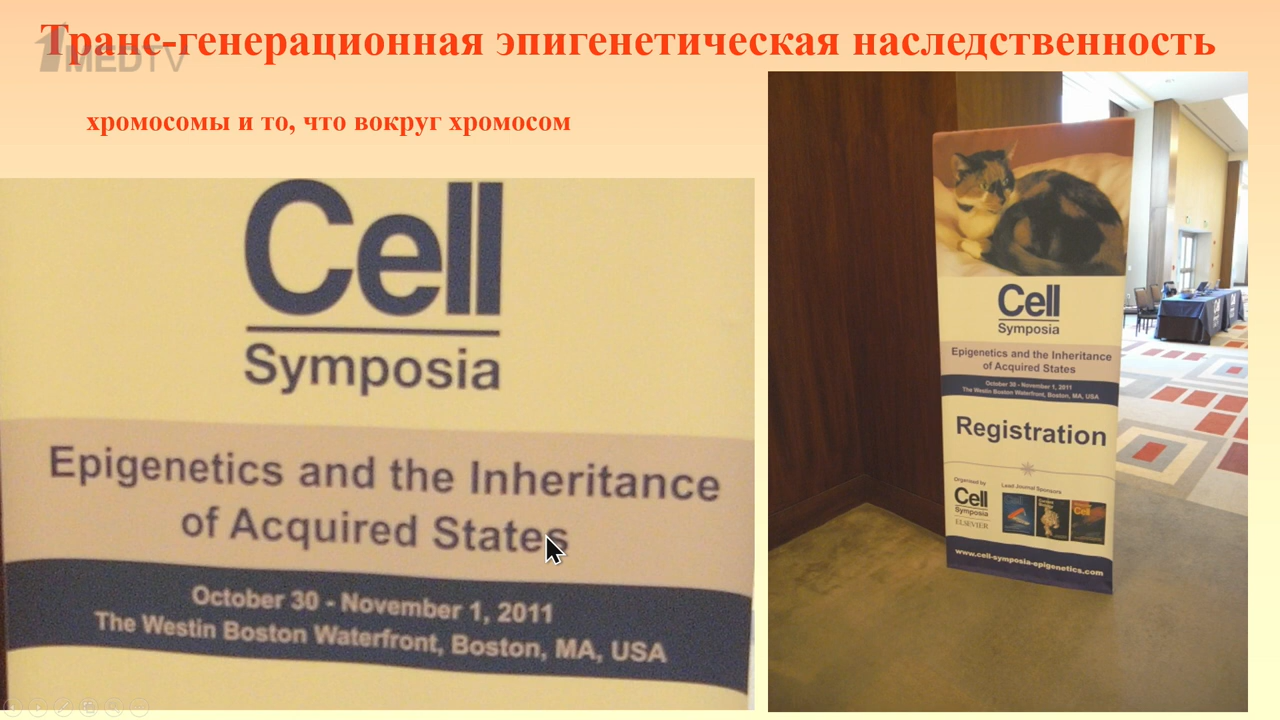 Транс-генерационная эпигенетическая наследственность
1MEDTV
хромосомы и то, что вокруг хромосом
Cell
Symposia
Epigenetics and the Inheritance
of Acquired States
October 30 - November 1, 2011
The Westin Boston Waterfront, Boston, MA, USA
Cell
Symposia
Epigenetics and the Inheritance
of Acquired States
October 30 - November 1, 2011
The Westin Boston Waterfront, Boston, MA, USA
Registration
Organised by
Cell
Symposia
ELSEVIER
Lead Journal Sponsors
Cell
www.cell-symposia-epigenetics.com
Cell